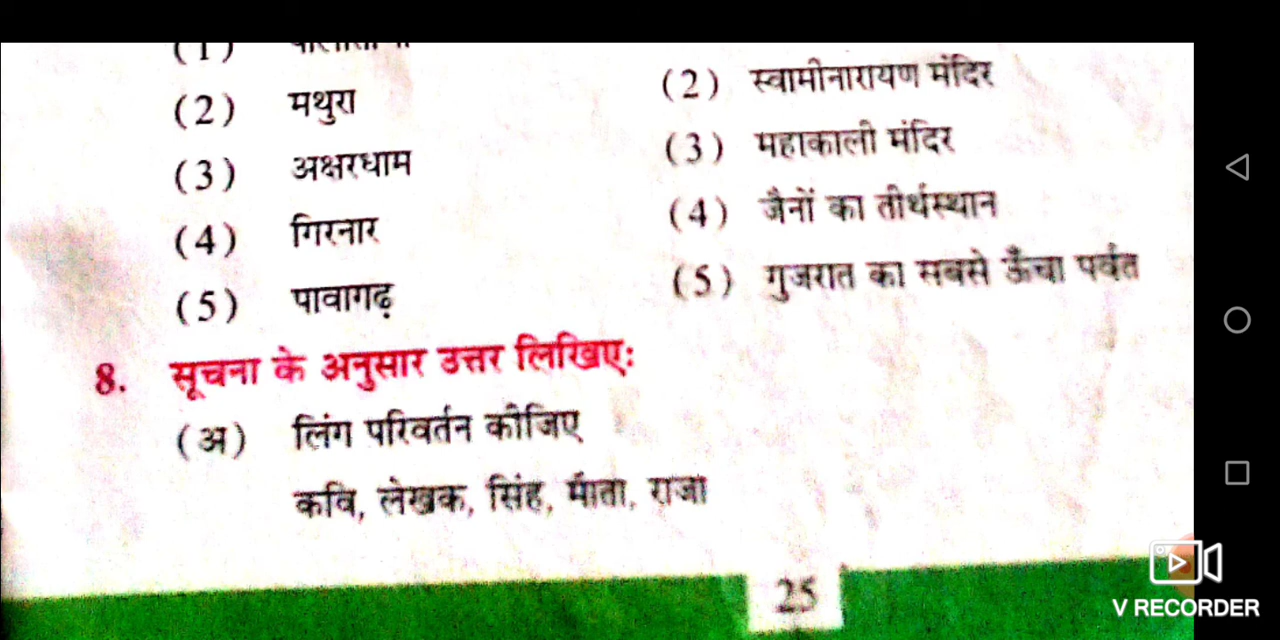 (1)
(2) मथुरा (2) स्वामीनारायण मंदिर
(3) अक्षरधाम (3) महाकाली मंदिर
(4) गिरनार (4) जैनों का तीर्थस्थान
(5) पावागढ़ (5) गुजरात का सबसे ऊँचा पर्वत
8. सूचना के अनुसार उत्तर लिखिए:
(अ) लिंग परिवर्तन कीजिए
कवि, लेखक, सिंह, माता, राजा
25
V RECORDER